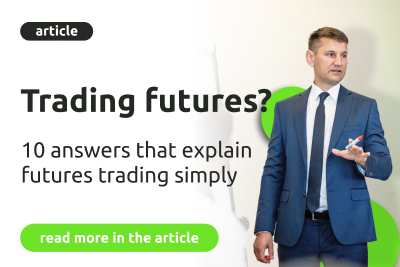 article
Trading futures?
10 answers that explain
futures trading simply
read more in the article